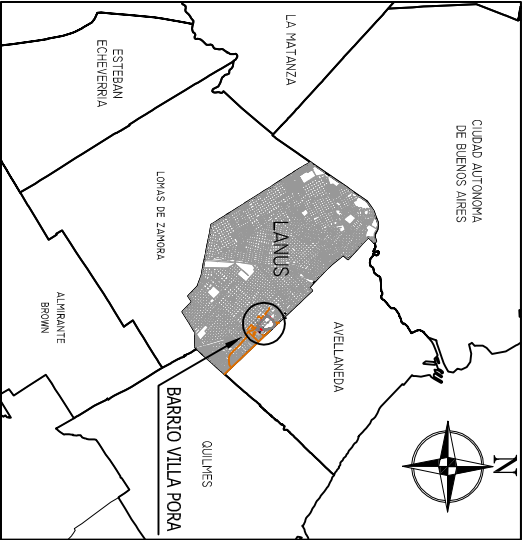 N
CIUDAD AUTONOMA
DE BUENOS AIRES
LA MATANZA
ESTEBAN
ECHEVERRIA
LANUS
AVELLANEDA
LOMAS DE ZAMORA
ALMIRANTE
BROWN
QUILMES
BARRIO VILLA PORA